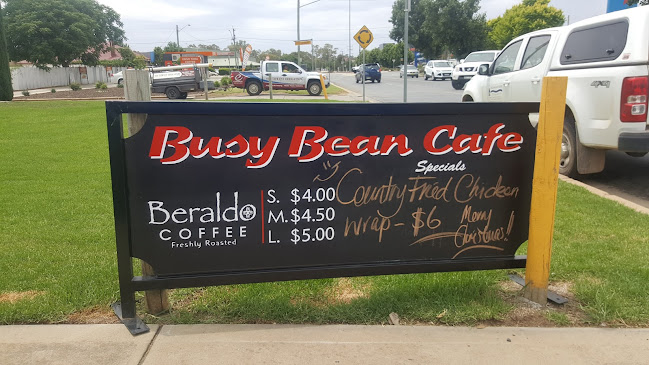 Busy Bean Cafe
Specials
Beraldo
COFFEE
Freshly Roasted
S. $4.00
M. $4.50
L. $5.00
Country Fried Chicken
wrap - $6
Merry
Christmas!!